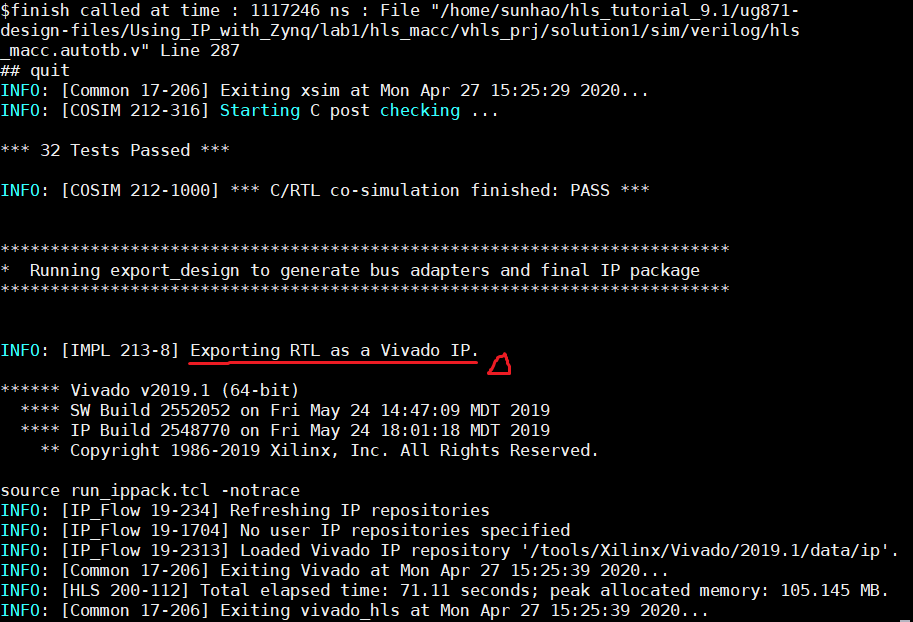 $finish called at time : 1117246 ns : File "/home/sunhao/hls_tutorial_9.1/ug871-
design-files/Using_IP_with_Zynq/lab1/hls_macc/vhls_prj/solution1/sim/verilog/hls
_macc.autotb.v" Line 287
## quit
INFO: [Common 17-206] Exiting xsim at Mon Apr 27 15:25:29 2020...
INFO: [COSIM 212-316] Starting C post checking ...
*** 32 Tests Passed ***
INFO: [COSIM 212-1000] *** C/RTL co-simulation finished: PASS ***
*************************************************************************
*  Running export_design to generate bus adapters and final IP package
*************************************************************************
INFO: [IMPL 213-8] Exporting RTL as a Vivado IP.
****** Vivado v2019.1 (64-bit)
  **** SW Build 2552052 on Fri May 24 14:47:09 MDT 2019
  **** IP Build 2548770 on Fri May 24 18:01:18 MDT 2019
    ** Copyright 1986-2019 Xilinx, Inc. All Rights Reserved.
source run_ippack.tcl -notrace
INFO: [IP_Flow 19-234] Refreshing IP repositories
INFO: [IP_Flow 19-1704] No user IP repositories specified
INFO: [IP_Flow 19-2313] Loaded Vivado IP repository '/tools/Xilinx/Vivado/2019.1/data/ip'.
INFO: [Common 17-206] Exiting Vivado at Mon Apr 27 15:25:39 2020...
INFO: [HLS 200-112] Total elapsed time: 71.11 seconds; peak allocated memory: 105.145 MB.
INFO: [Common 17-206] Exiting vivado_hls at Mon Apr 27 15:25:39 2020...